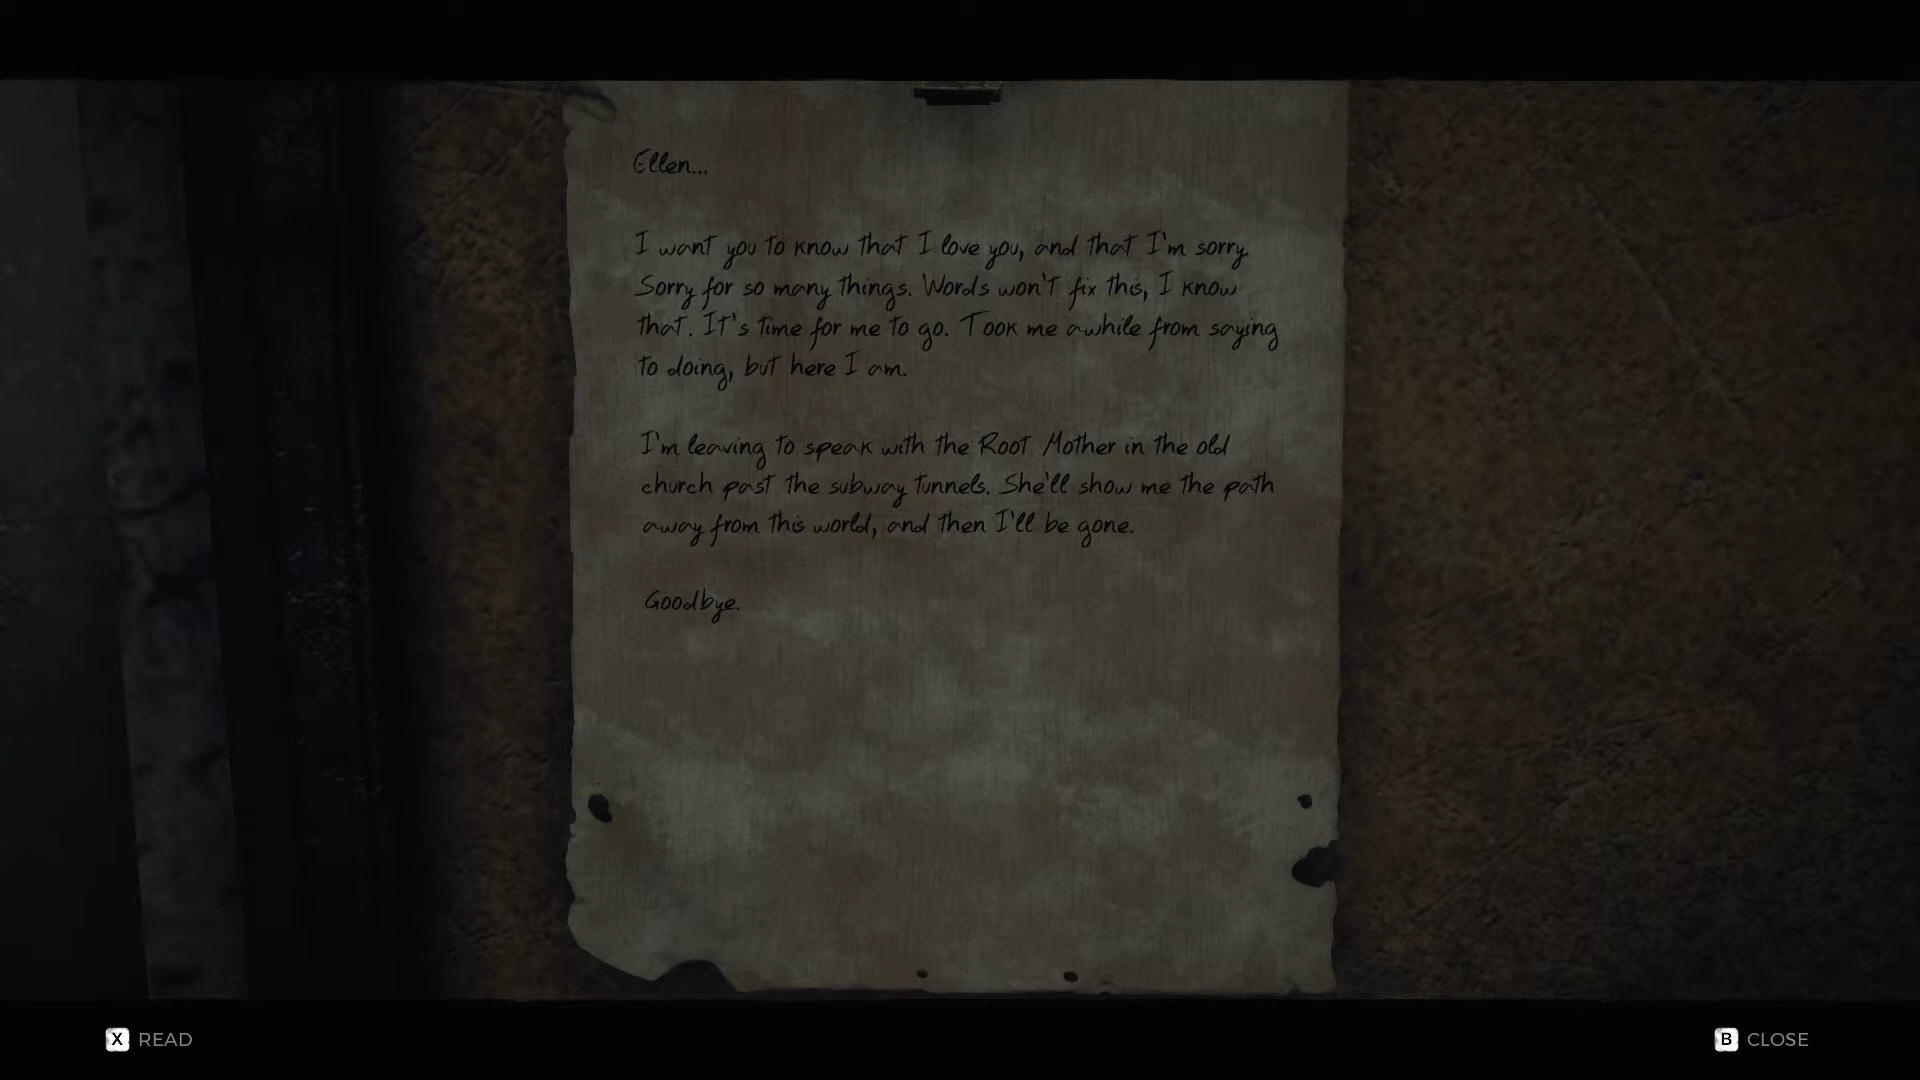 Ellen...
I want you to know that I love you, and that I'm sorry.
Sorry for so many things. Words won't fix this, I know
that. It's time for me to go. Took me awhile from saying
to doing, but here I am.
I'm leaving to speak with the Root Mother in the old
church past the subway tunnels. She'll show me the path
away from this world, and then I'll be gone.
Goodbye.
X READ
B CLOSE